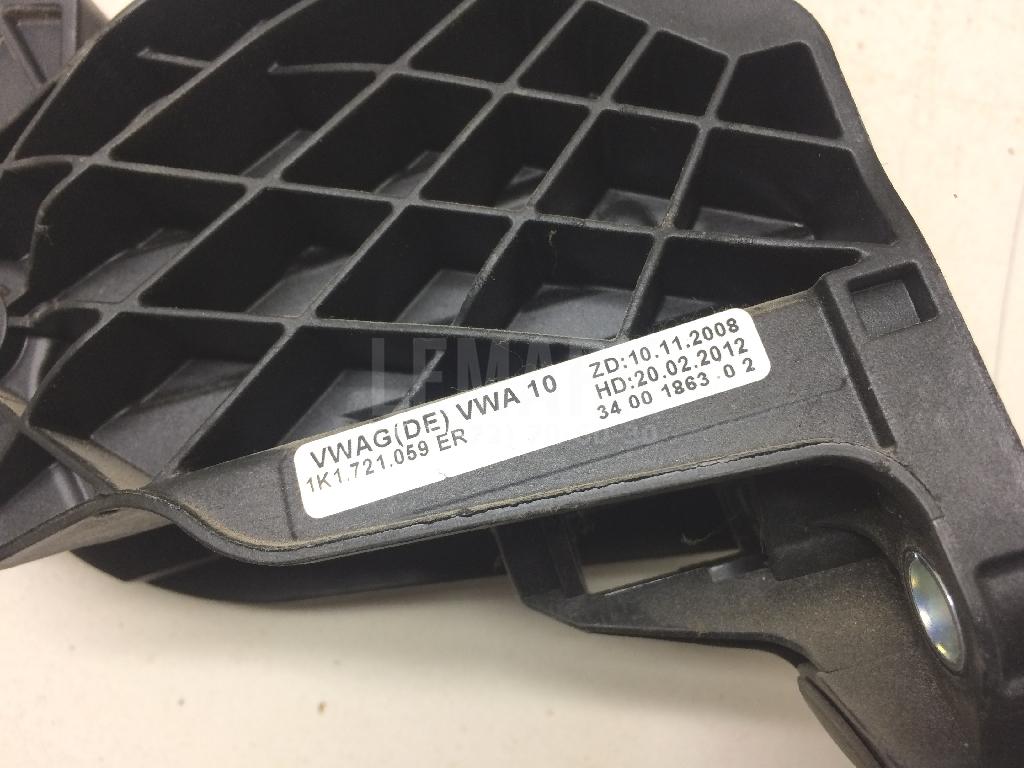 VWAG(DE) VWA 10
1K1.721.059 ER
ZD:10.11.2008
HD:20.02.2012
34 00 1863 - 0 2